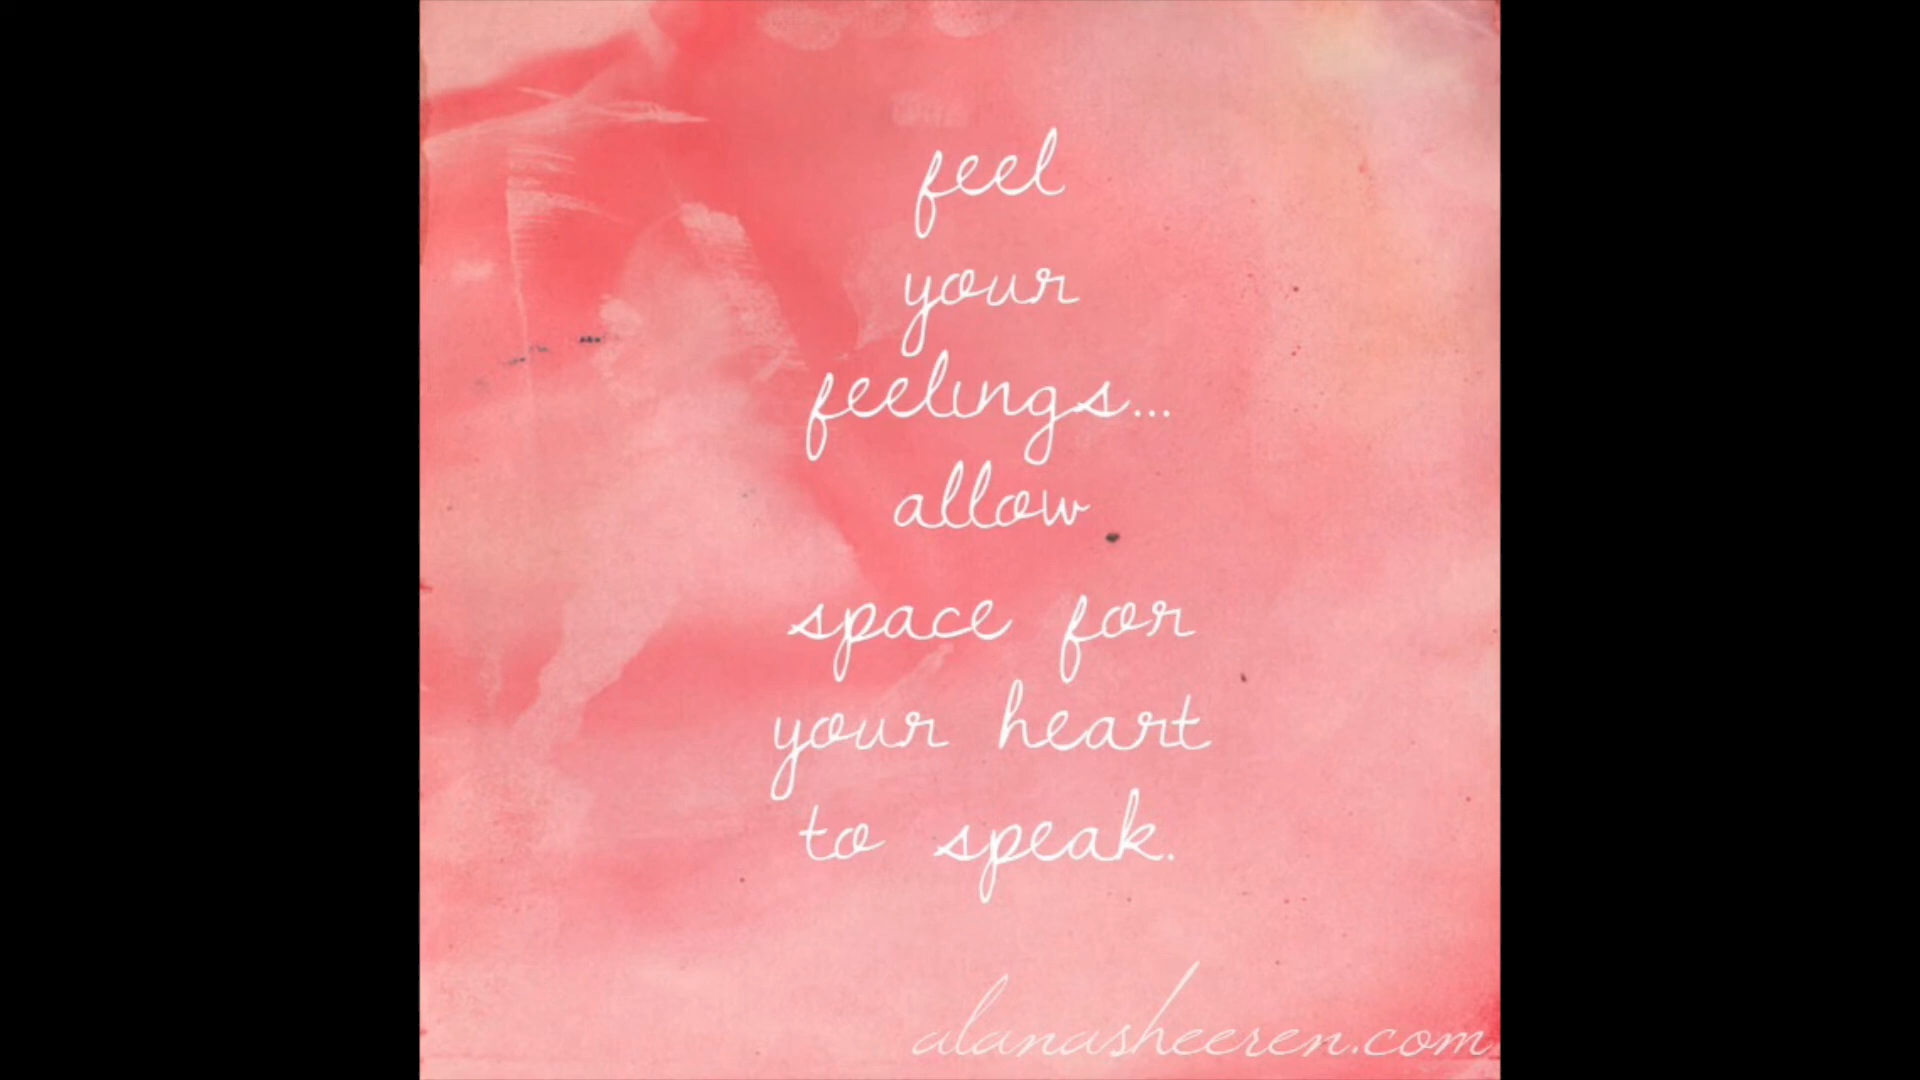 feel
your
feelings...
allow
space for
your heart
to speak.
alanasheeren.com